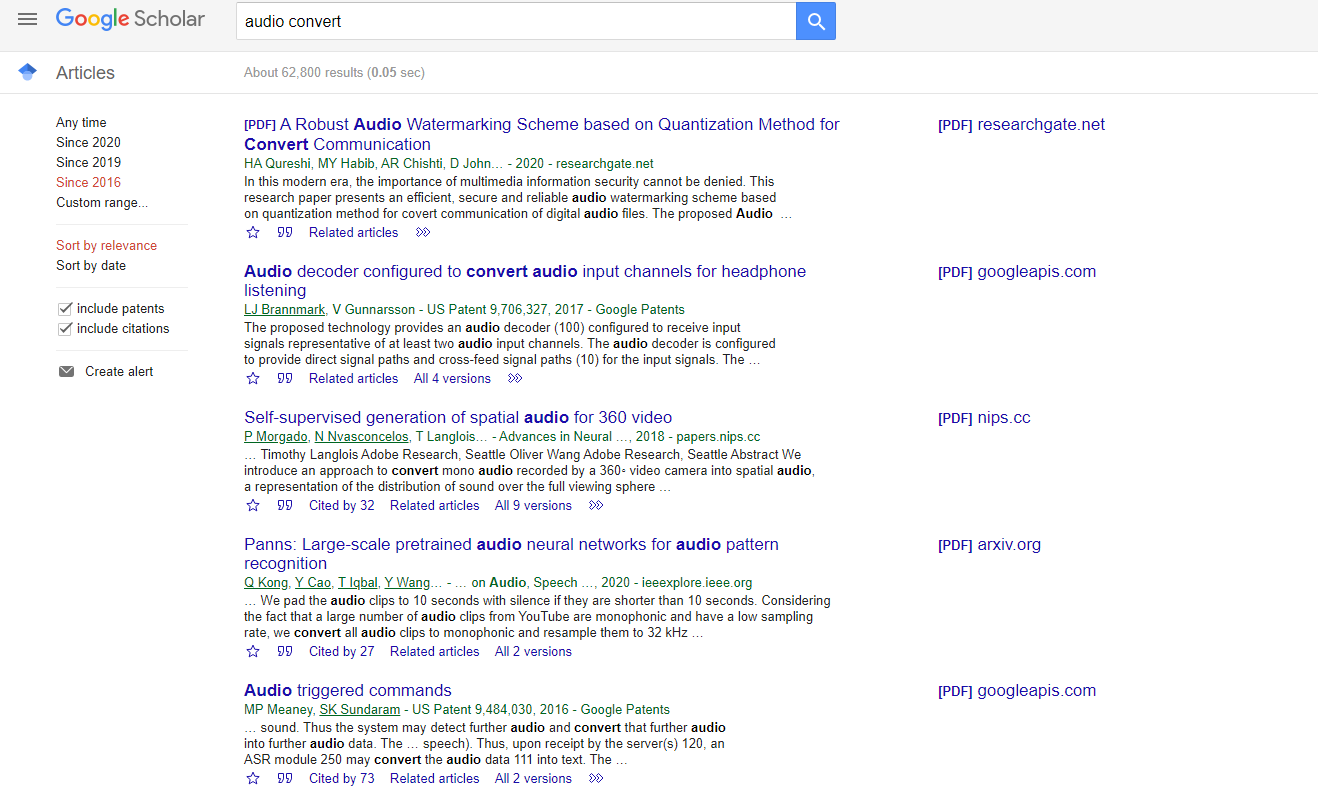 Google Scholar
audio convert
Articles
About 62,800 results (0.05 sec)
Any time
Since 2020
Since 2019
Since 2016
Custom range...
Sort by relevance
Sort by date
include patents
include citations
Create alert
[PDF] A Robust Audio Watermarking Scheme based on Quantization Method for
Convert Communication
HA Qureshi, MY Habib, AR Chishti, D John… - 2020 - researchgate.net
In this modern era, the importance of multimedia information security cannot be denied. This
research paper presents an efficient, secure and reliable audio watermarking scheme based
on quantization method for covert communication of digital audio files. The proposed Audio …
Related articles
[PDF] researchgate.net
Audio decoder configured to convert audio input channels for headphone
listening
LJ Brannmark, V Gunnarsson - US Patent 9,706,327, 2017 - Google Patents
The proposed technology provides an audio decoder (100) configured to receive input
signals representative of at least two audio input channels. The audio decoder is configured
to provide direct signal paths and cross-feed signal paths (10) for the input signals. The …
Related articles All 4 versions
[PDF] googleapis.com
Self-supervised generation of spatial audio for 360 video
P Morgado, N Nvasconcelos, T Langlois… - Advances in Neural …, 2018 - papers.nips.cc
… Timothy Langlois Adobe Research, Seattle Oliver Wang Adobe Research, Seattle Abstract We
introduce an approach to convert mono audio recorded by a 360◦ video camera into spatial audio,
a representation of the distribution of sound over the full viewing sphere …
Cited by 32 Related articles All 9 versions
[PDF] nips.cc
Panns: Large-scale pretrained audio neural networks for audio pattern
recognition
Q Kong, Y Cao, T Iqbal, Y Wang… - … on Audio, Speech …, 2020 - ieeexplore.ieee.org
… We pad the audio clips to 10 seconds with silence if they are shorter than 10 seconds. Considering
the fact that a large number of audio clips from YouTube are monophonic and have a low sampling
rate, we convert all audio clips to monophonic and resample them to 32 kHz …
Cited by 27 Related articles All 2 versions
[PDF] arxiv.org
Audio triggered commands
MP Meaney, SK Sundaram - US Patent 9,484,030, 2016 - Google Patents
… sound. Thus the system may detect further audio and convert that further audio
into further audio data. The … speech). Thus, upon receipt by the server(s) 120, an
ASR module 250 may convert the audio data 111 into text. The …
Cited by 73 Related articles All 2 versions
[PDF] googleapis.com